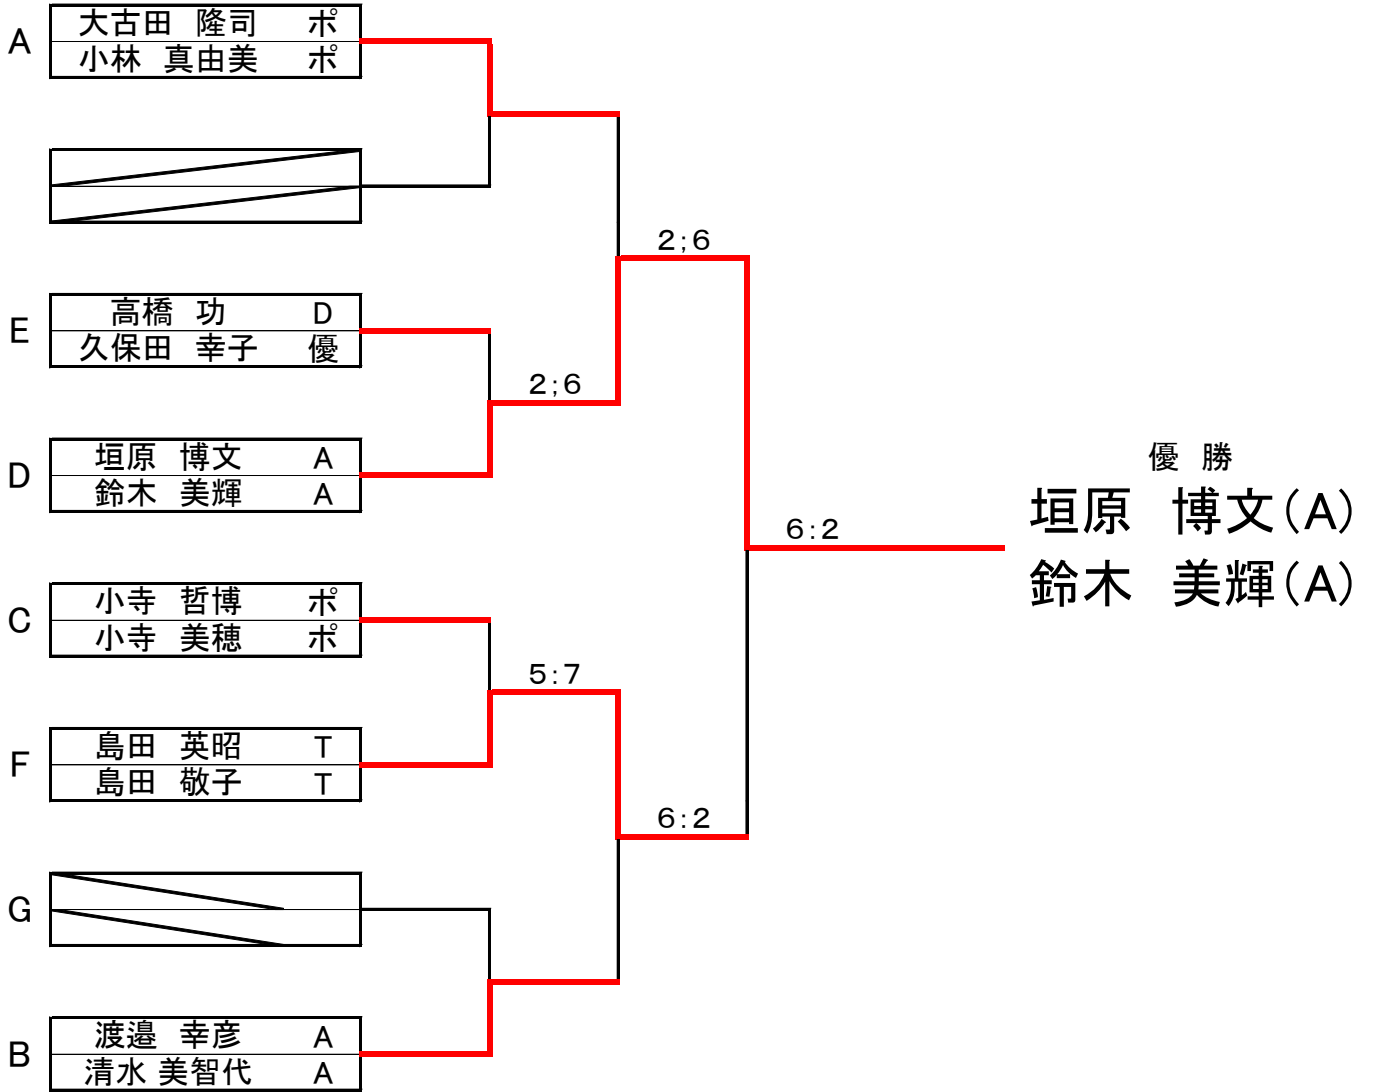 A
大古田 隆司 ポ
小林 真由美 ポ
2;6
E
高橋 功 D
久保田 幸子 優
2;6
D
垣原 博文 A
鈴木 美輝 A
優 勝
垣原 博文(A)
鈴木 美輝(A)
6:2
C
小寺 哲博 ポ
小寺 美穂 ポ
5:7
F
島田 英昭 T
島田 敬子 T
6:2
G
B
渡邉 幸彦 A
清水 美智代 A